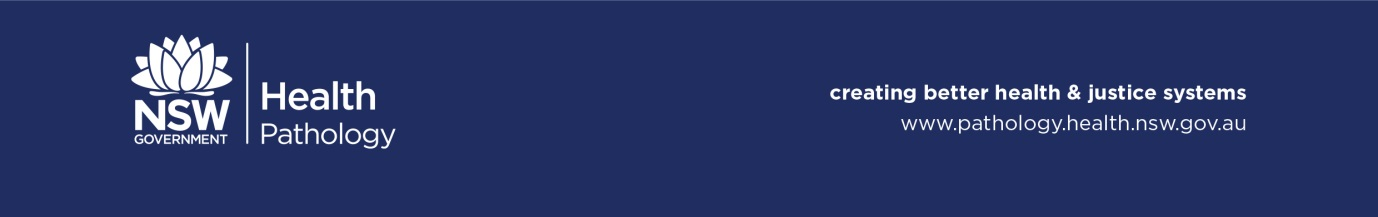 NSW
GOVERNMENT
Health
Pathology
creating better health & justice systems
www.pathology.health.nsw.gov.au